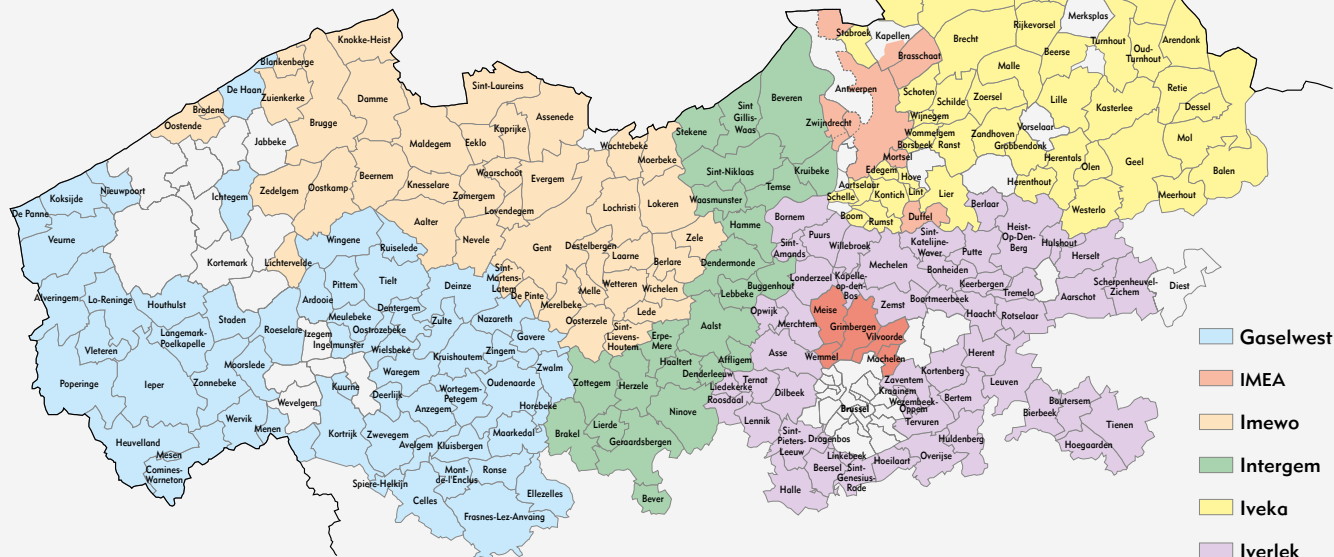 Knokke-Heist
Blankenberge
De Haan
Zuienkerke
Bredene
Oostende
Damme
Brugge
Jabbeke
Sint-Laureins
Assenede
Kaprijke
Eeklo
Maldegem
Wachtebeke
Moerbeke
Waarschoot
Evergem
Beernem
Knesselare
Zomergem
Lovendegem
Oostkamp
Zedelgem
Ichtegem
Nieuwpoort
Koksijde
De Panne
Veurne
Aalter
Nevele
Lochristi
Lokeren
Zele
Gent
Destelbergen
Laarne
Berlare
Kortemark
Lichtervelde
Wingene
Ruiselede
Sint-
Martens-
Latem
De Pinte
Melle
Wetteren
Wichelen
Merelbeke
Lede
Oosterzele
Sint-
Lievens-
Houtem
Erpe-
Mere
Alveringem
Lo-Reninge
Houthulst
Staden
Ardooie
Pittem
Tielt
Deinze
Meulebeke
Dentergem
Nazareth
Langemark-
Poelkapelle
Roeselare
Izegem
Ingelmunster
Oostrozebeke
Zulte
Gavere
Vleteren
Moorslede
Wielsbeke
Kruishoutem
Zingem
Zwalm
Poperinge
Ieper
Zonnebeke
Kuurne
Waregem
Deerlijk
Wortegem-
Petegem
Oudenaarde
Wevelgem
Anzegem
Horebeke
Wervik
Menen
Kortrijk
Zwevegem
Avelgem
Kluisbergen
Maarkedal
Heuvelland
Mesen
Comines-
Warneton
Spiere-Helkijn
Mont-
de-l'Enclus
Ronse
Celles
Ellezelles
Frasnes-Lez-Anvaing
Stekene
Sint
Gillis-
Waas
Beveren
Sint-Niklaas
Kruibeke
Temse
Waasmunster
Hamme
Dendermonde
Buggenhout
Lebbeke
Aalst
Affligem
Haaltert
Denderleeuw
Zottegem
Herzele
Ninove
Lierde
Brakel
Geraardsbergen
Bever
Stabroek
Kapellen
Brasschaat
Antwerpen
Zwijndrecht
Mortsel
Duffel
Brecht
Rijkevorsel
Merksplas
Turnhout
Oud-
Turnhout
Arendonk
Beerse
Malle
Schoten
Schilde
Zoersel
Lille
Kasterlee
Retie
Dessel
Wijnegem
Wommelgem
Borsbeek
Ranst
Zandhoven
Vorselaar
Grobbendonk
Herentals
Olen
Geel
Mol
Balen
Meerhout
Westerlo
Herenthout
Edegem
Hove
Aartselaar
Kontich
Lint
Lier
Schelle
Boom
Rumst
Berlaar
Bornem
Puurs
Sint-
Amands
Willebroek
Sint-
Katelijne-
Waver
Heist-
Op-Den-
Berg
Putte
Hulshout
Herselt
Mechelen
Bonheiden
Londerzeel
Kapelle-
op-den-
Bos
Keerbergen
Tremelo
Aarschot
Scherpenheuvel-
Zichem
Diest
Zemst
Boortmeerbeek
Haacht
Rotselaar
Opwijk
Merchtem
Meise
Grimbergen
Vilvoorde
Wemmel
Machelen
Asse
Ternat
Liedekerke
Roosdaal
Dilbeek
Lennik
Brussel
Zaventem
Kraainem
Wezembeek-
Oppem
Tervuren
Kortenberg
Herent
Leuven
Bertem
Bierbeek
Boutersem
Tienen
Hoegaarden
Huldenberg
Overijse
Hoeilaart
Sint-
Pieters-
Leeuw
Drogenbos
Linkebeek
Beersel
Sint-
Genesius-
Rode
Halle
Gaselwest
IMEA
Imewo
Intergem
Iveka
Iverlek